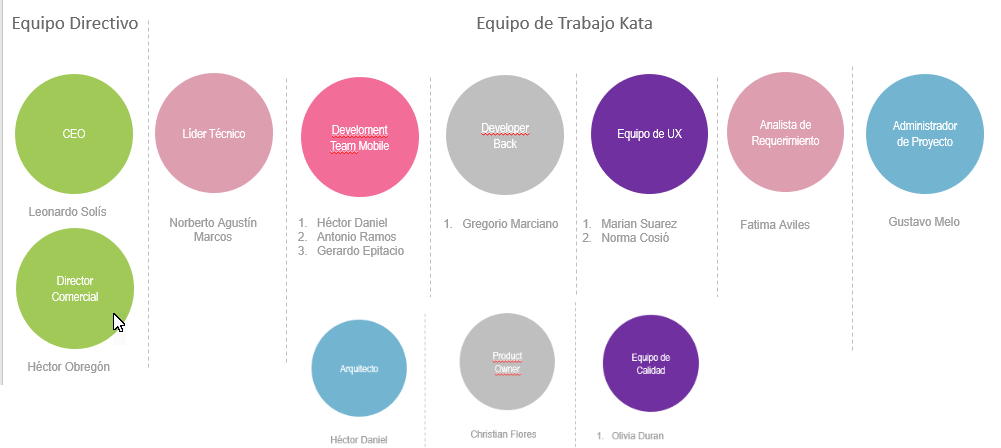 Equipo Directivo
Equipo de Trabajo Kata
CEO
Leonardo Solís
Director
Comercial
Héctor Obregón
Líder Técnico
Norberto Agustín
Marcos
Develoment
Team Mobile
1. Héctor Daniel
2. Antonio Ramos
3. Gerardo Epitacio
Developer
Back
1. Gregorio Marciano
Equipo de UX
1. Marian Suarez
2. Norma Cosió
Analista de
Requerimiento
Fatima Aviles
Administrador
de Proyecto
Gustavo Melo
Arquitecto
Héctor Daniel
Product
Owner
Christian Flores
Equipo de
Calidad
1. Olivia Duran